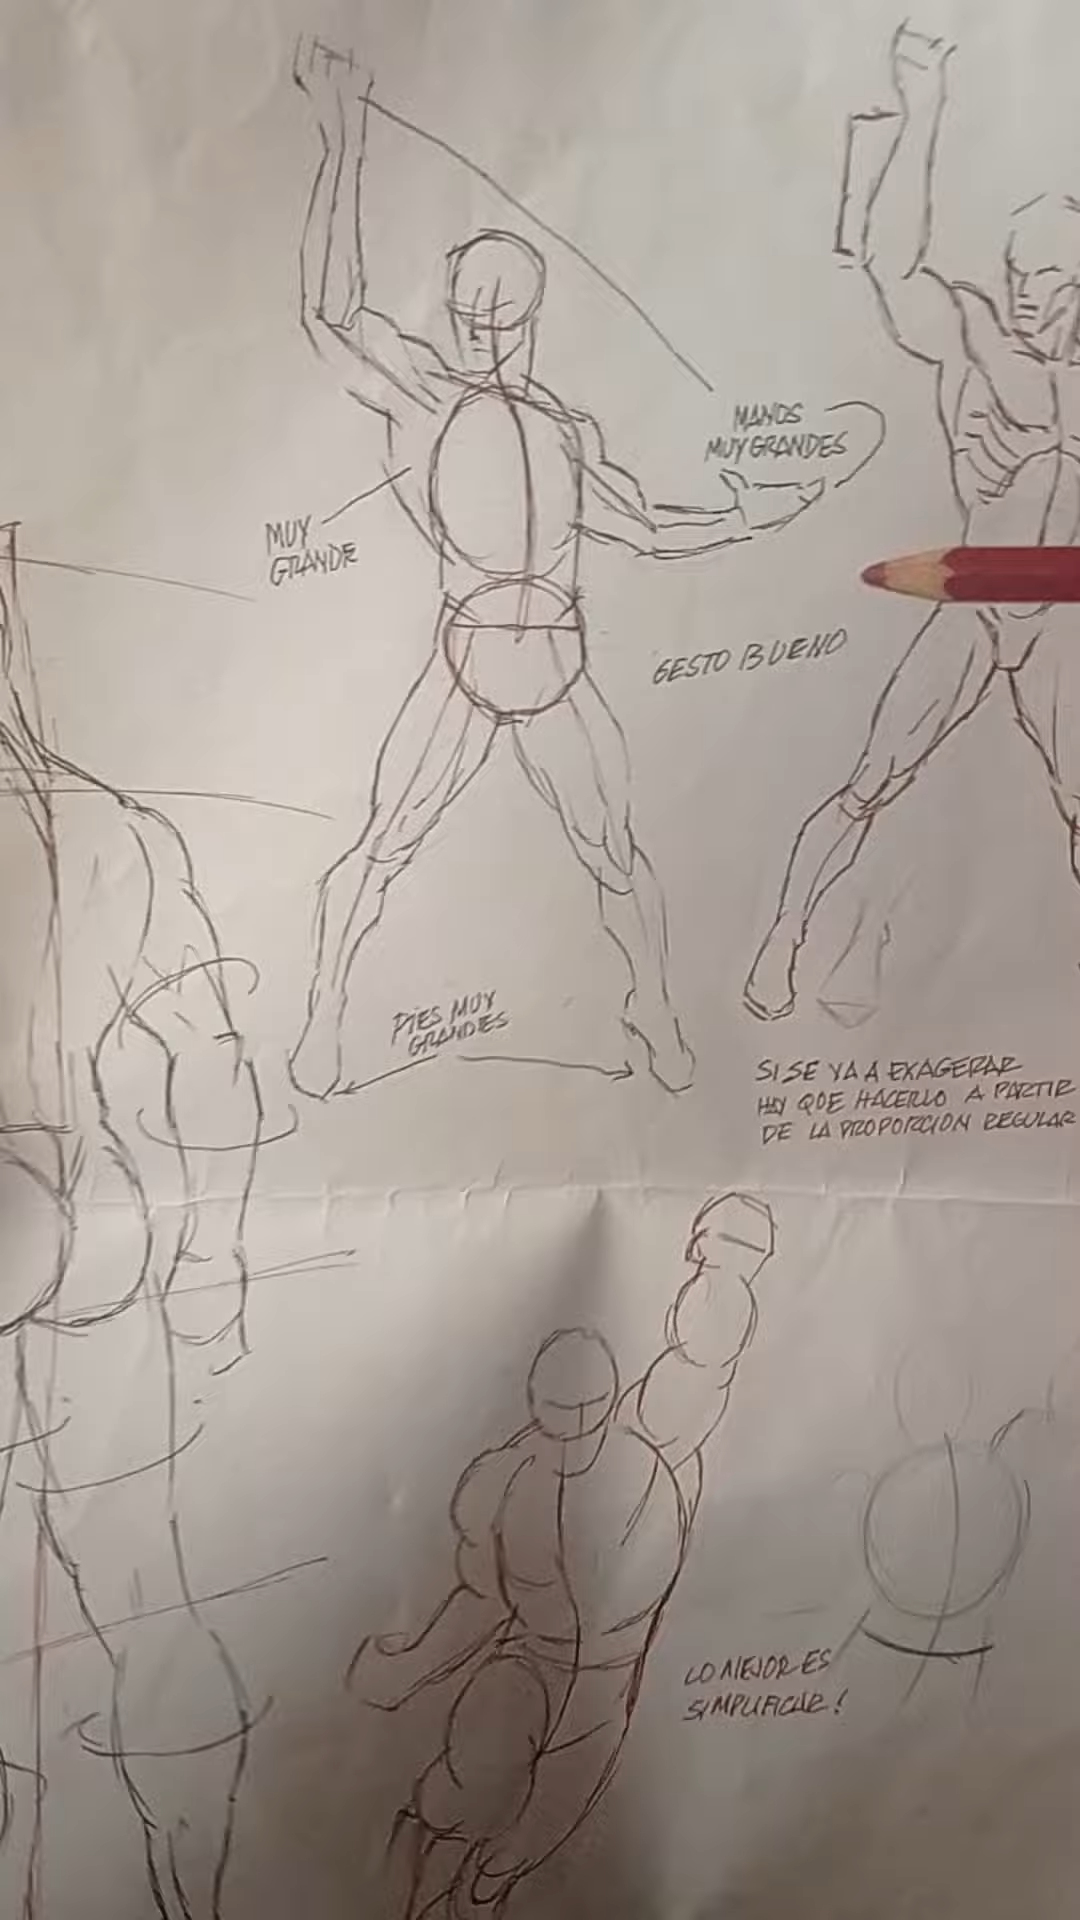 MANOS
MUY GRANDES
MUY
GRANDE
GESTO BUENO
PIES MUY
GRANDES
SI SE VA A EXAGERAR
HAY QUE HACERLO A PARTIR
DE LA PROPORCION REGULAR
LO MEJOR ES
SIMPLIFICAR!